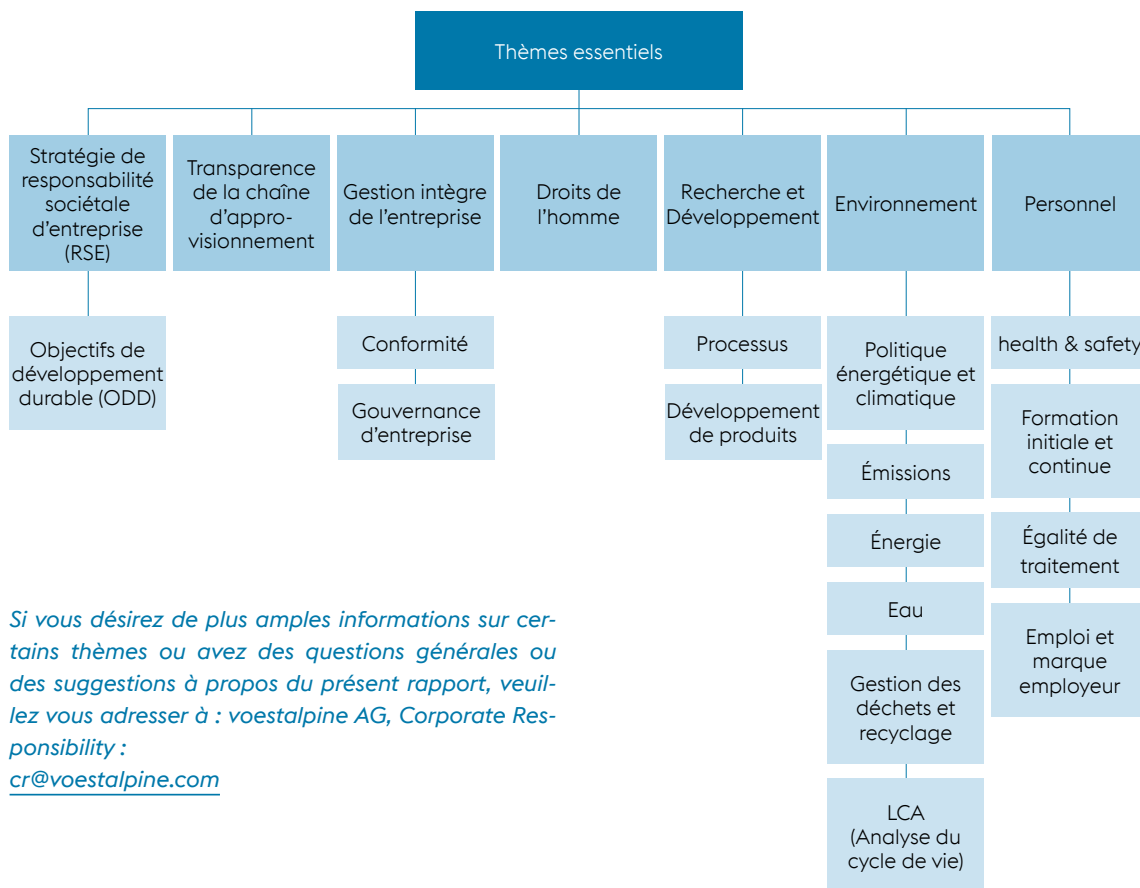 Thèmes essentiels
Stratégie de
responsabilité
sociétale
d'entreprise
(RSE)
Transparence
de la chaîne
d'appro-
visionnement
Gestion intègre
de l'entreprise
Droits de
l'homme
Recherche et
Développement
Environnement
Personnel
Objectifs de
développement
durable (ODD)
Conformité
Gouvernance
d'entreprise
Processus
Développement
de produits
Politique
énergétique et
climatique
Émissions
Énergie
Eau
Gestion des
déchets et
recyclage
LCA
(Analyse du
cycle de vie)
health & safety
Formation
initiale et
continue
Égalité de
traitement
Emploi et
marque
employeur
Si vous désirez de plus amples informations sur cer-
tains thèmes ou avez des questions générales ou
des suggestions à propos du présent rapport, veuil-
lez vous adresser à : voestalpine AG, Corporate Res-
ponsibility :
cr@voestalpine.com